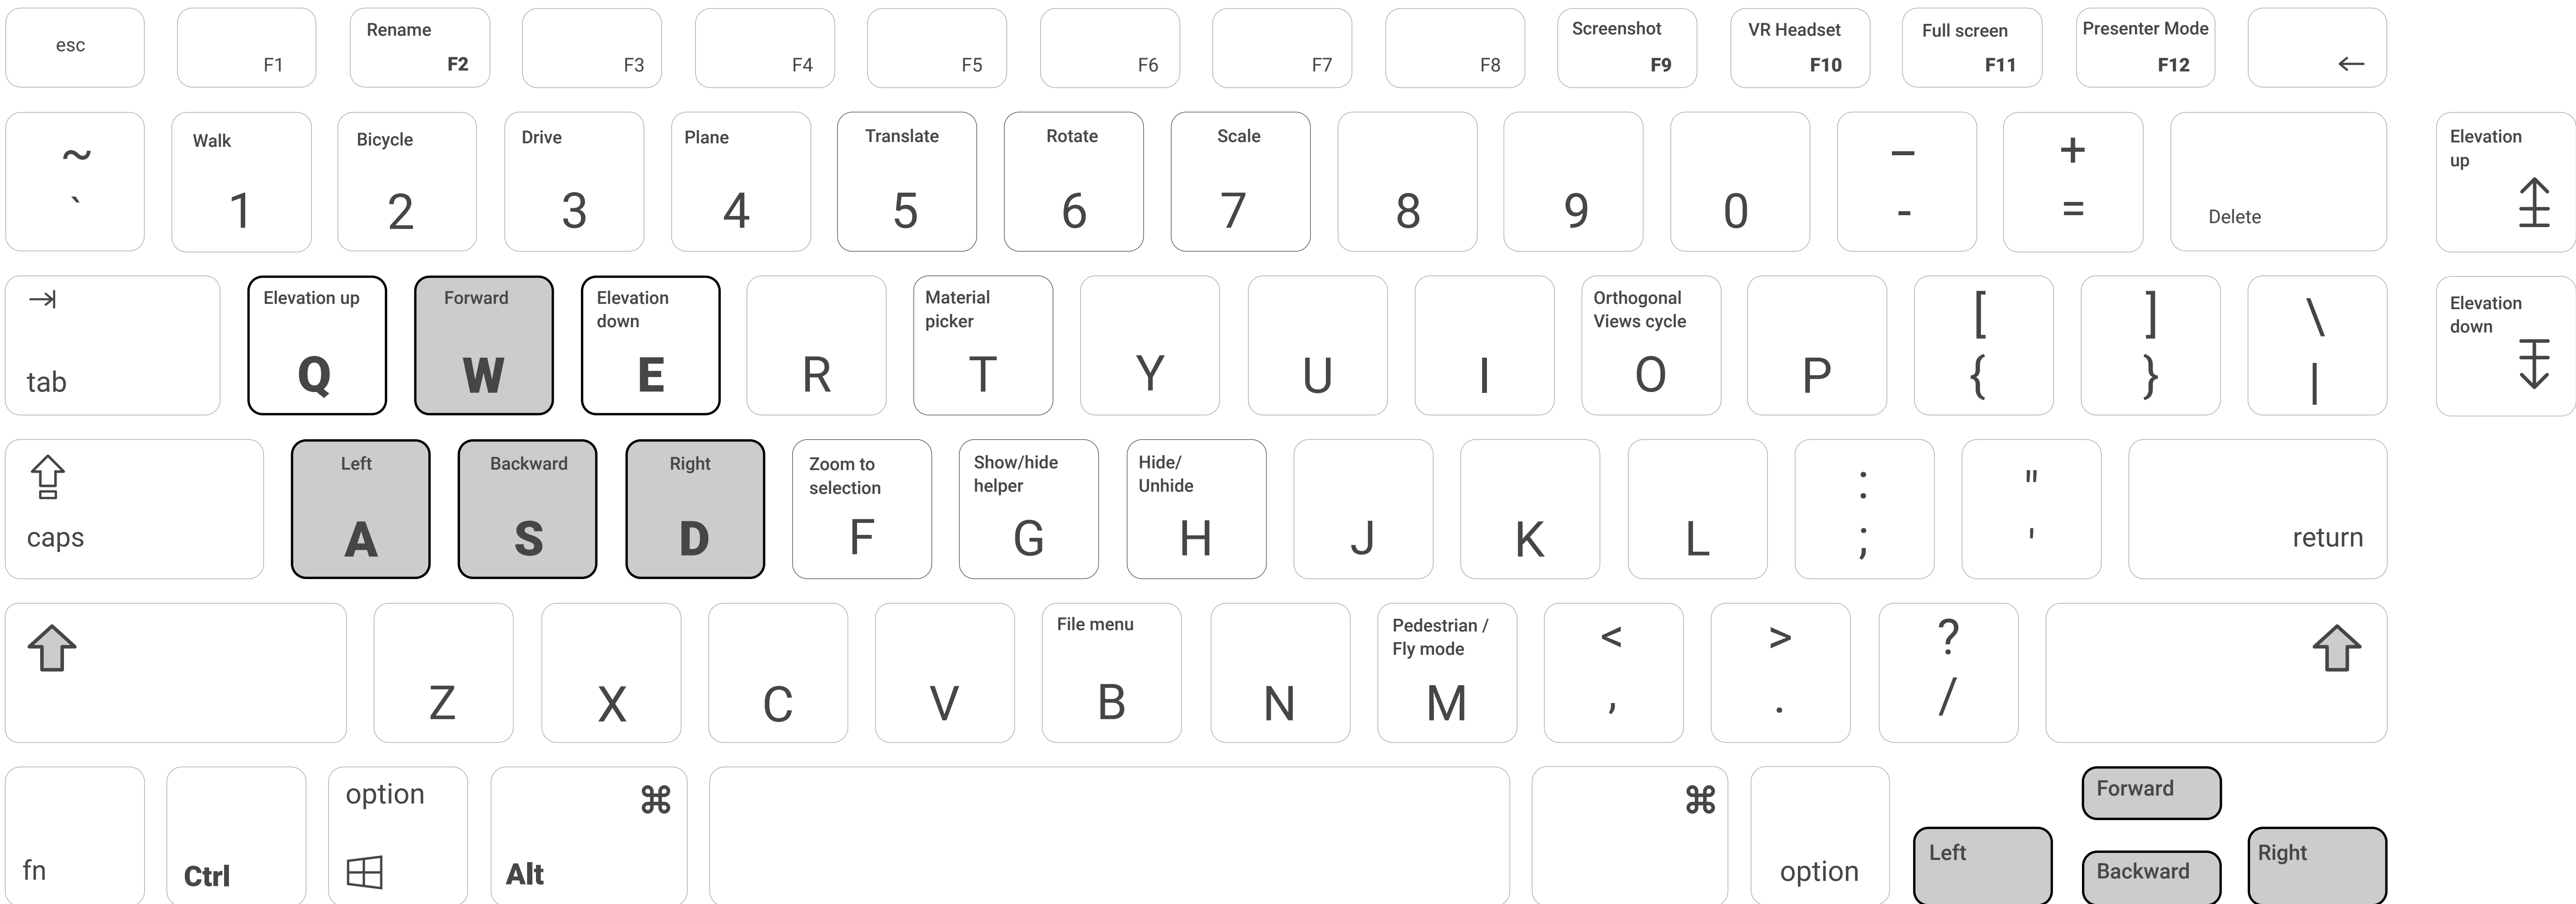 esc
F1
Rename
F2
F3
F4
F5
F6
F7
F8
Screenshot
F9
VR Headset
F10
Full screen
F11
Presenter Mode
F12
←
~
`
Walk
1
Bicycle
2
Drive
3
Plane
4
Translate
5
Rotate
6
Scale
7
8
9
0
–
-
+
=
Delete
Elevation
up
tab
Elevation up
Q
Forward
W
Elevation
down
E
R
Material
picker
T
Y
U
I
Orthogonal
Views cycle
O
P
[
{
]
}
\
|
Elevation
down
caps
Left
A
Backward
S
Right
D
Zoom to
selection
F
Show/hide
helper
G
Hide/
Unhide
H
J
K
L
:
;
"
'
return
Z
X
C
V
File menu
B
N
Pedestrian /
Fly mode
M
<
,
>
.
?
/
fn
Ctrl
option
⌘
Alt
⌘
option
Forward
Left
Backward
Right